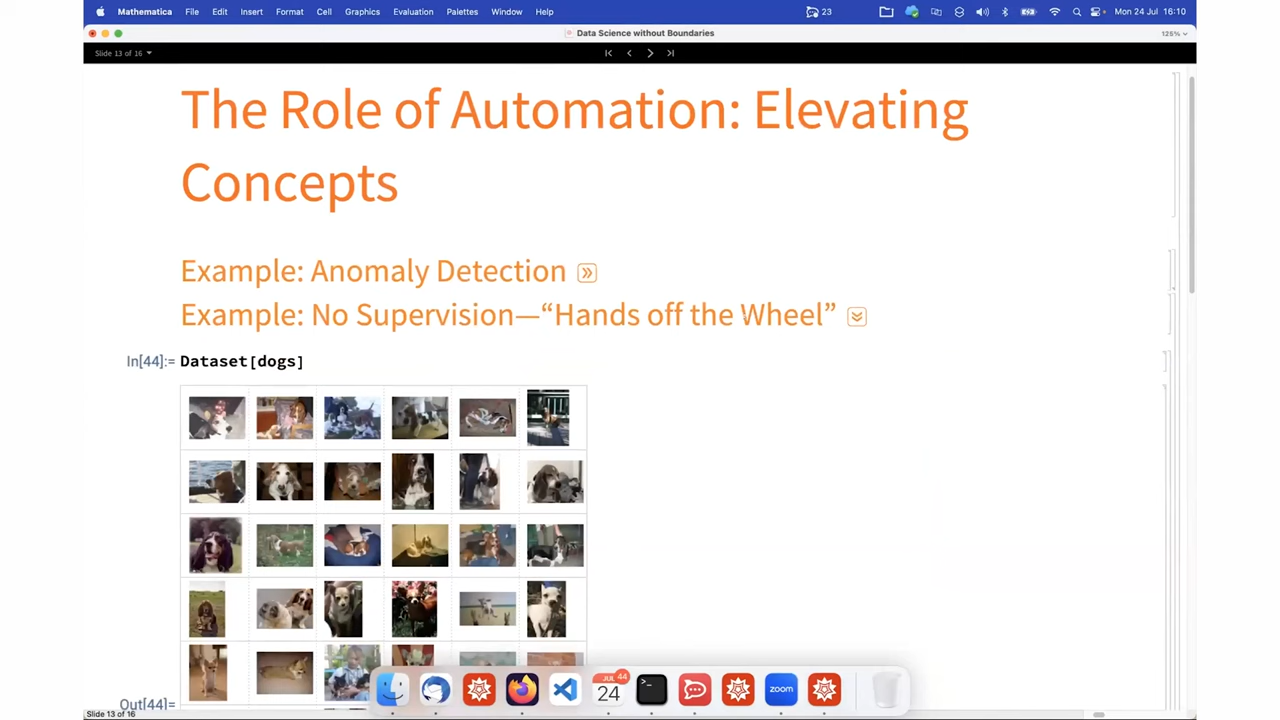 Mathematica File Edit Insert Format Cell Graphics Evaluation Palettes Window Help 23 Mon 24 Jul 16:10
Data Science without Boundaries 125%
Slide 13 of 16
The Role of Automation: Elevating
Concepts
Example: Anomaly Detection
Example: No Supervision—“Hands off the Wheel”
In[44]:= Dataset[dogs]
JUL 44
24
zoom
Out[44]=
Slide 13 of 16